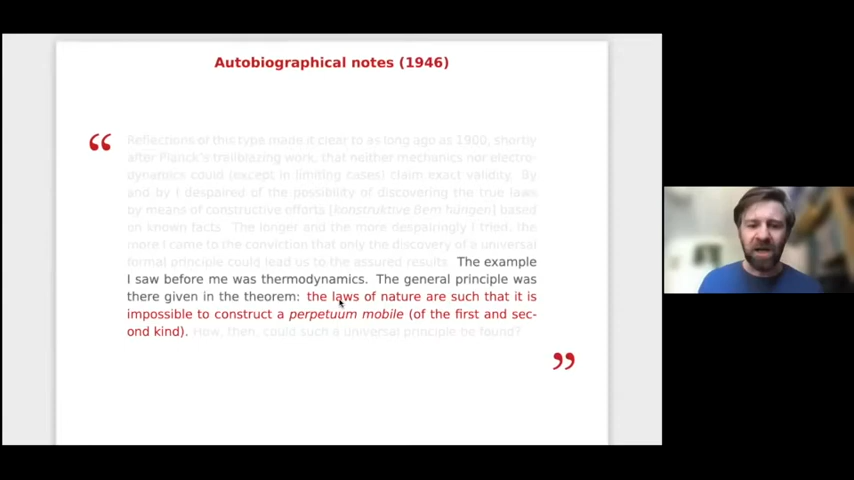 Autobiographical notes (1946)
“
Reflections of this type made it clear to as long ago as 1900, shortly
after Planck's trailblazing work, that neither mechanics nor electro-
dynamics could (except in limiting cases) claim exact validity. By
and by I despaired of the possibility of discovering the true laws
by means of constructive efforts [konstruktive Bem hungen] based
on known facts. The longer and the more despairingly I tried, the
more I came to the conviction that only the discovery of a universal
formal principle could lead us to the assured results. The example
I saw before me was thermodynamics. The general principle was
there given in the theorem: the laws of nature are such that it is
impossible to construct a perpetuum mobile (of the first and sec-
ond kind). How, then, could such a universal principle be found?
”